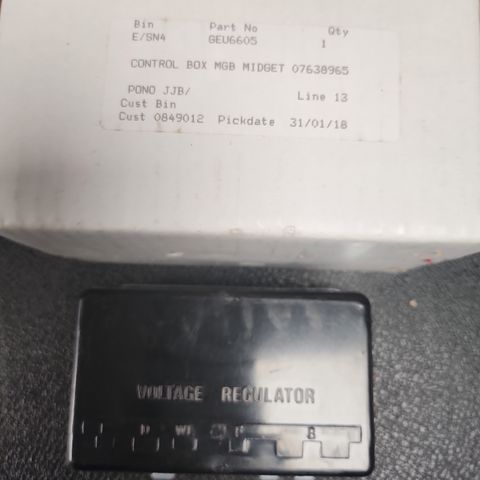 Bin Part No Qty
E/SN4 GEU6605 1
CONTROL BOX MGB MIDGET 07638965
PONO JJB/ Line 13
Cust Bin
Cust 0849012 Pickdate 31/01/18
VOLTAGE REGULATOR
D WL F B